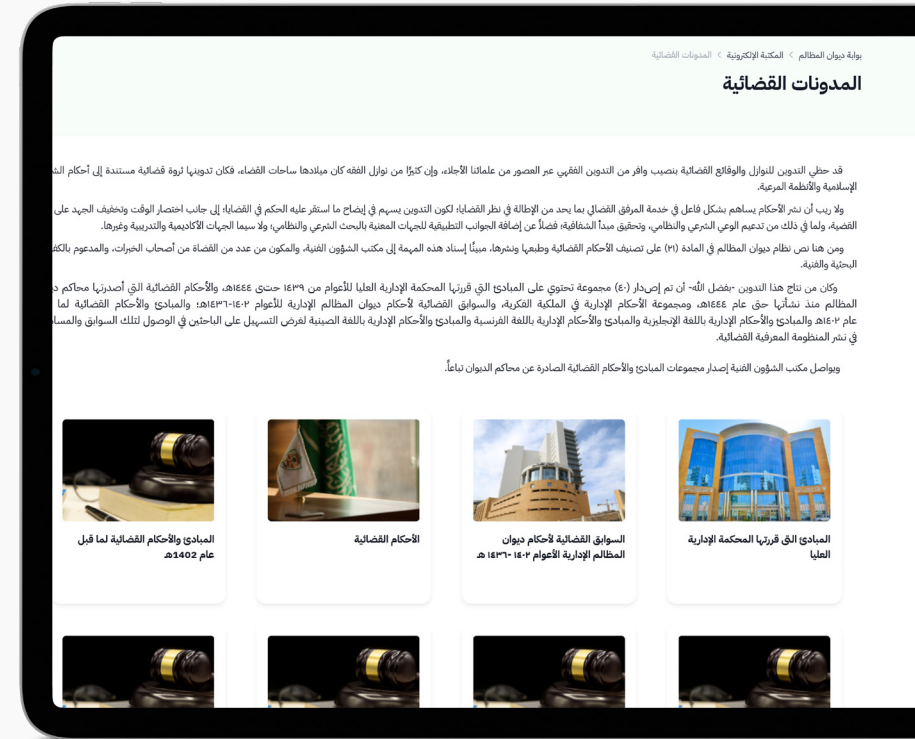 بوابة ديوان المظالم > المكتبة الإلكترونية > المدونات القضائية
المدونات القضائية
قد حظي التدوين للنوازل والوقائع القضائية بنصيب وافر من التدوين الفقهي عبر العصور من علمائنا الأجلاء، وإن كثيرًا من نوازل الفقه كان ميلادها ساحات القضاء، فكان تدوينها ثروة قضائية مستندة إلى أحكام
الإسلامية والأنظمة المرعية.
ولا ريب أن نشر الأحكام يساهم بشكل فاعل في خدمة المرفق القضائي بما يحد من الإطالة في نظر القضايا؛ لكون التدوين يسهم في إيضاح ما استقر عليه الحكم في القضايا؛ إلى جانب اختصار الوقت وتخفيف الجهد على
القضية، ولما في ذلك من تدعيم الوعي الشرعي والنظامي، وتحقيق مبدأ الشفافية؛ فضلاً عن إضافة الجوانب التطبيقية للجهات المعنية بالبحث الشرعي والنظامي؛ ولا سيما الجهات الأكاديمية والتدريبية وغيرها.
ومن هنا نص نظام ديوان المظالم في المادة (٢١) على تصنيف الأحكام القضائية وطبعها ونشرها، مبينًا إسناد هذه المهمة إلى مكتب الشؤون الفنية، والمكون من عدد من القضاة من أصحاب الخبرات، والمدعوم
البحثية والفنية.
وكان من نتاج هذا التدوين -بفضل الله- أن تم إصدار (٤٠) مجموعة تحتوي على المبادئ التي قررتها المحكمة الإدارية العليا للأعوام من ١٤٣٩ حتى ١٤٤٤هـ، والأحكام القضائية التي أصدرتها محاكم
المظالم منذ نشأتها حتى عام ١٤٤٤هـ، ومجموعة الأحكام الإدارية في الملكية الفكرية، والسوابق القضائية لأحكام ديوان المظالم الإدارية للأعوام ١٤٠٢-١٤٣٦هـ؛ والمبادئ والأحكام القضائية لما
عام ١٤٠٢هـ والمبادئ والأحكام الإدارية باللغة الإنجليزية والمبادئ والأحكام الإدارية باللغة الفرنسية والمبادئ والأحكام الإدارية باللغة الصينية لغرض التسهيل على الباحثين في الوصول لتلك السوابق
في نشر المنظومة المعرفية القضائية.
ويواصل مكتب الشؤون الفنية إصدار مجموعات المبادئ والأحكام القضائية الصادرة عن محاكم الديوان تباعاً.
المبادئ التى قررتها المحكمة الإدارية
العليا
السوابق القضائية لأحكام ديوان
المظالم الإدارية الأعوام ١٤٠٢ -١٤٣٦ هـ
الأحكام القضائية
المبادئ والأحكام القضائية لما قبل
عام 1402هـ